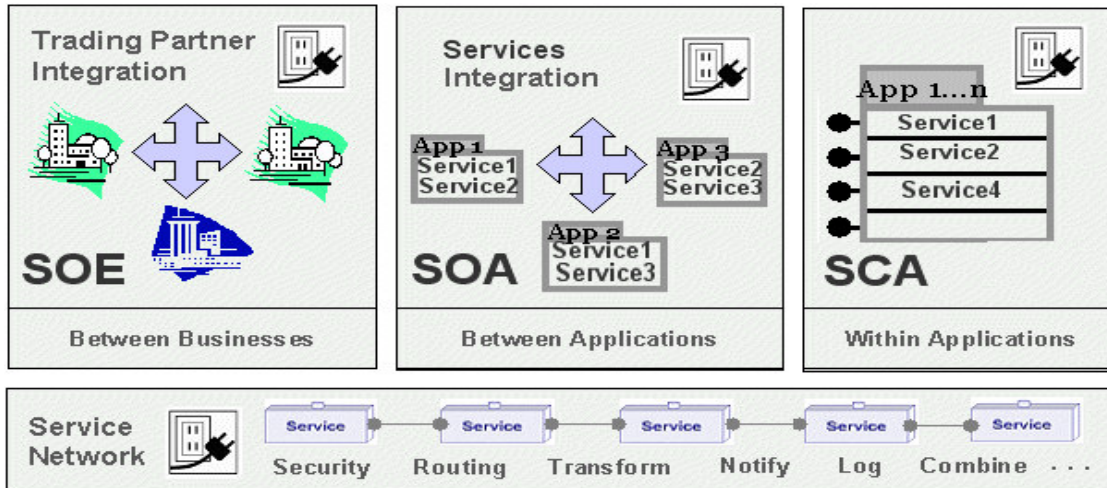 Trading Partner
Integration
SOE
Between Businesses
Services
Integration
App 1
Service1
Service2
App 3
Service2
Service3
App 2
Service1
Service3
SOA
Between Applications
App 1...n
Service1
Service2
Service4
SCA
Within Applications
Service
Network
Service Service Service Service Service
Security Routing Transform Notify Log Combine . . .